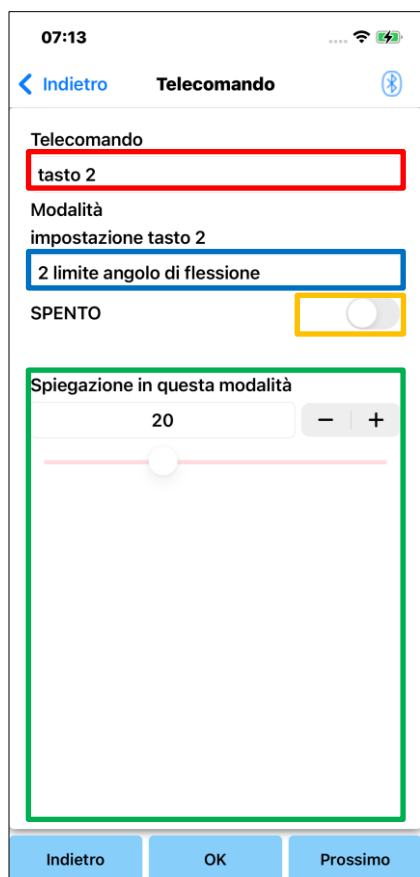 07:13
Indietro Telecomando
Telecomando
tasto 2
Modalità
impostazione tasto 2
2 limite angolo di flessione
SPENTO
Spiegazione in questa modalità
20 − +
Indietro OK Prossimo